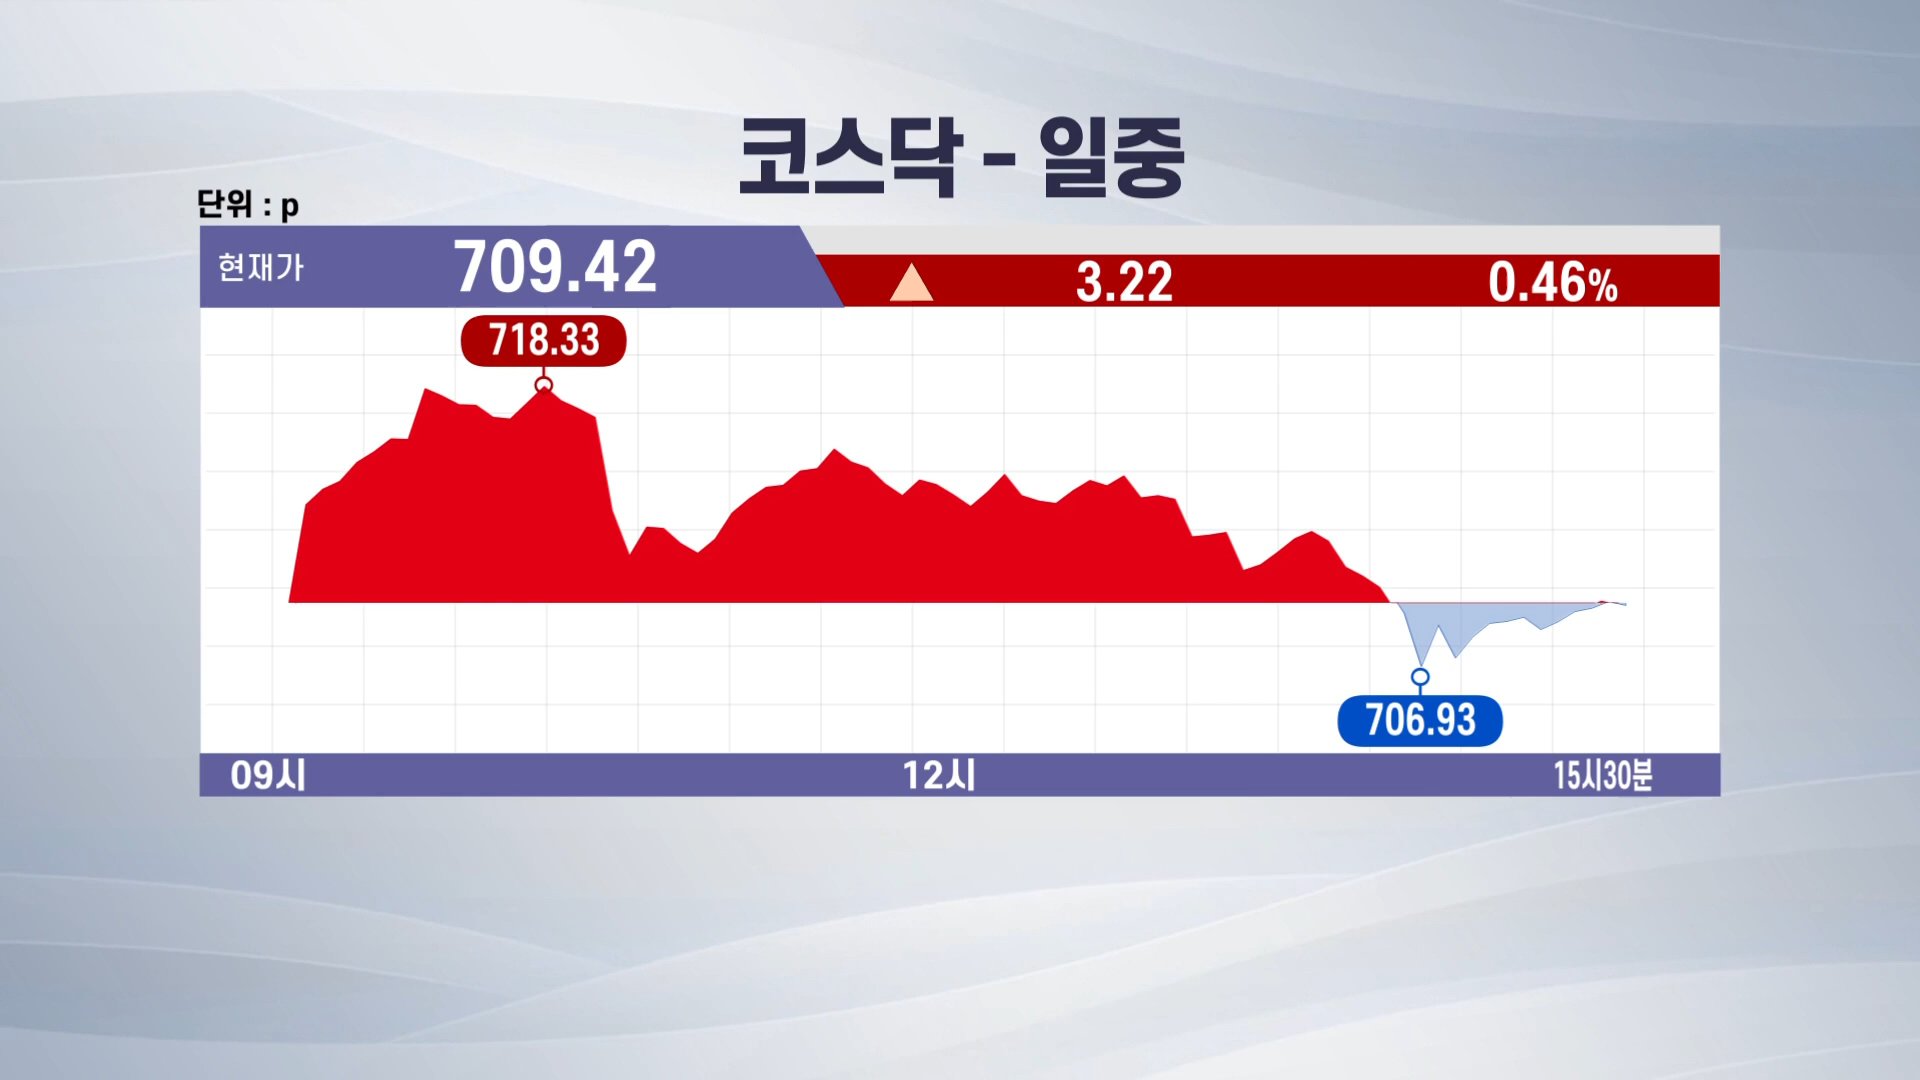 코스닥 - 일중
단위 : p
현재가 709.42 3.22 0.46%
718.33
706.93
09시 12시 15시30분